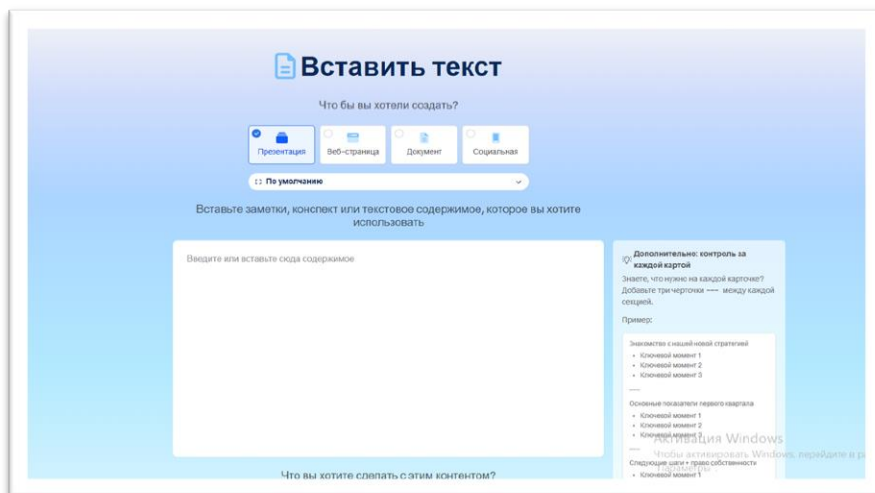 Вставить текст
Что бы вы хотели создать?
Презентация
Веб-страница
Документ
Социальная
По умолчанию
Вставьте заметки, конспект или текстовое содержимое, которое вы хотите
использовать
Введите или вставьте сюда содержимое
Дополнительно: контроль за
каждой картой
Знаете, что нужно на каждой карточке?
Добавьте три черточки --- между каждой
секцией.
Пример:
Знакомство с нашей новой стратегией
• Ключевой момент 1
• Ключевой момент 2
• Ключевой момент 3
---
Основные показатели первого квартала
• Ключевой момент 1
• Ключевой момент 2
• Ключевой момент 3
---
Следующие шаги + право собственности
• Ключевой момент 1
Активация Windows
Чтобы активировать Windows, перейдите в
Параметры
Что вы хотите сделать с этим контентом?